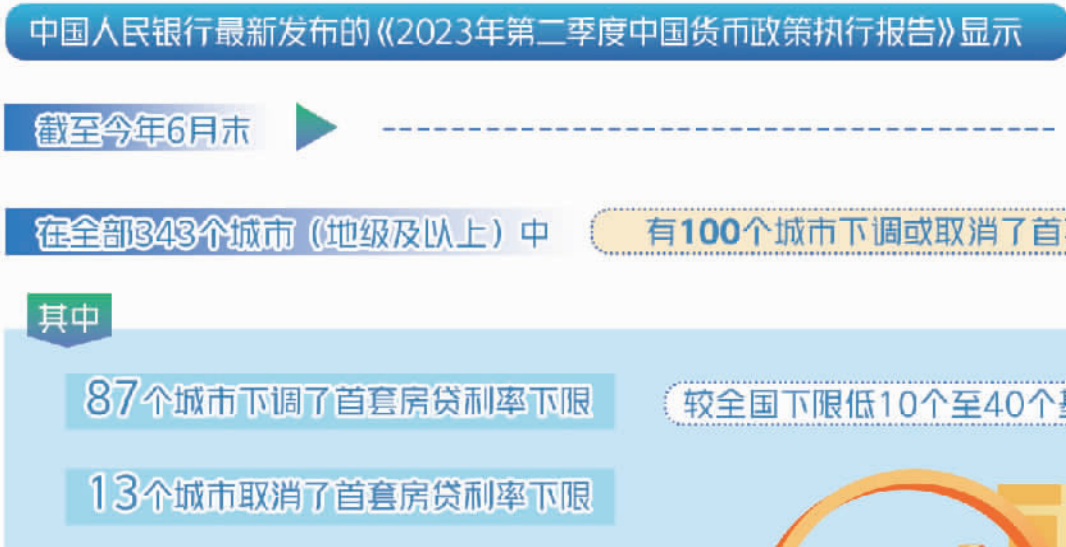 中国人民银行最新发布的《2023年第二季度中国货币政策执行报告》显示
截至今年6月末
在全部343个城市（地级及以上）中
有100个城市下调或取消了首
其中
87个城市下调了首套房贷利率下限
较全国下限低10个至40个
13个城市取消了首套房贷利率下限